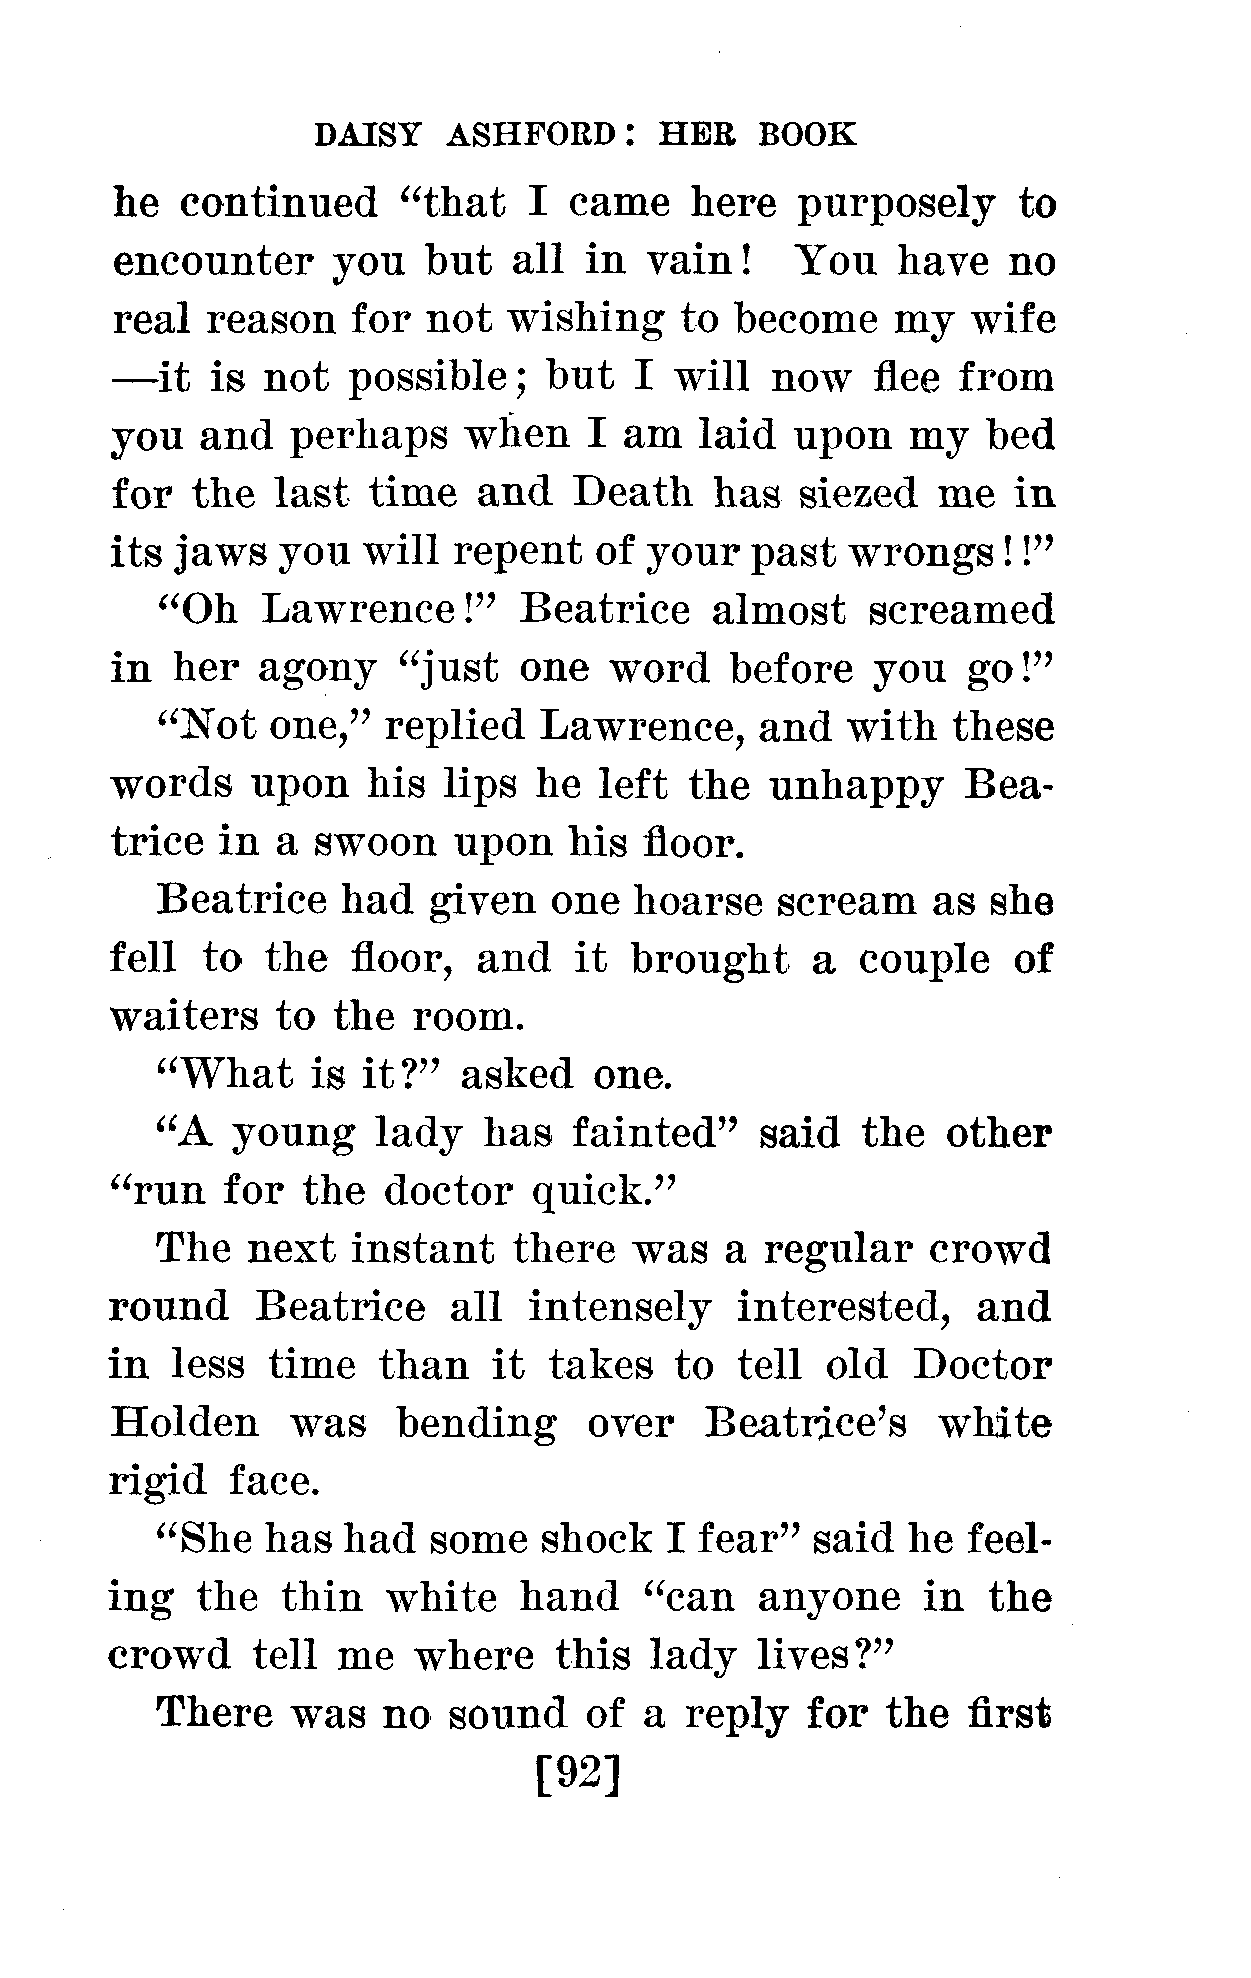 DAISY ASHFORD: HER BOOK
he continued “that I came here purposely to
encounter you but all in vain! You have no
real reason for not wishing to become my wife
—it is not possible; but I will now flee from
you and perhaps when I am laid upon my bed
for the last time and Death has siezed me in
its jaws you will repent of your past wrongs!!”
“Oh Lawrence!” Beatrice almost screamed
in her agony “just one word before you go!”
“Not one,” replied Lawrence, and with these
words upon his lips he left the unhappy Bea-
trice in a swoon upon his floor.
Beatrice had given one hoarse scream as she
fell to the floor, and it brought a couple of
waiters to the room.
“What is it?” asked one.
“A young lady has fainted” said the other
“run for the doctor quick.”
The next instant there was a regular crowd
round Beatrice all intensely interested, and
in less time than it takes to tell old Doctor
Holden was bending over Beatrice’s white
rigid face.
“She has had some shock I fear” said he feel-
ing the thin white hand “can anyone in the
crowd tell me where this lady lives?”
There was no sound of a reply for the first
[92]